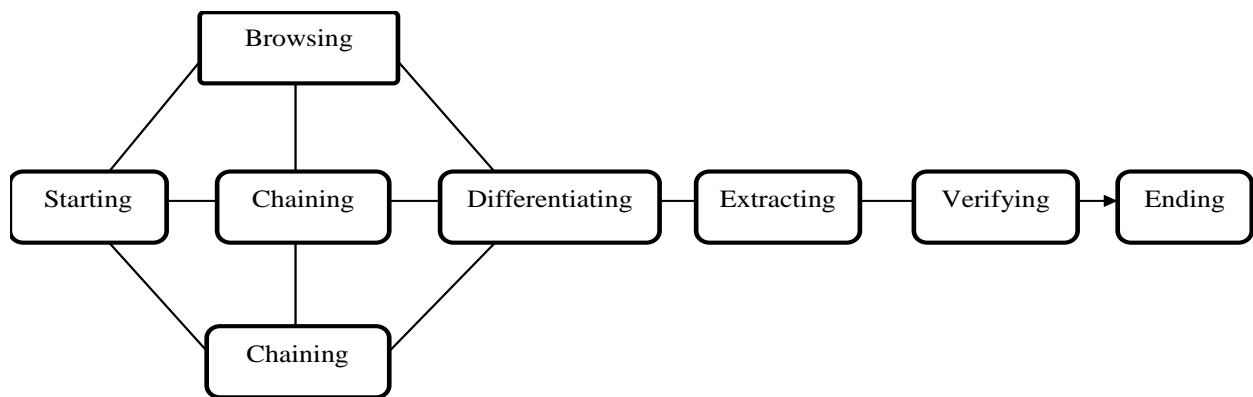 Browsing
Starting
Chaining
Differentiating
Extracting
Verifying
Ending
Chaining